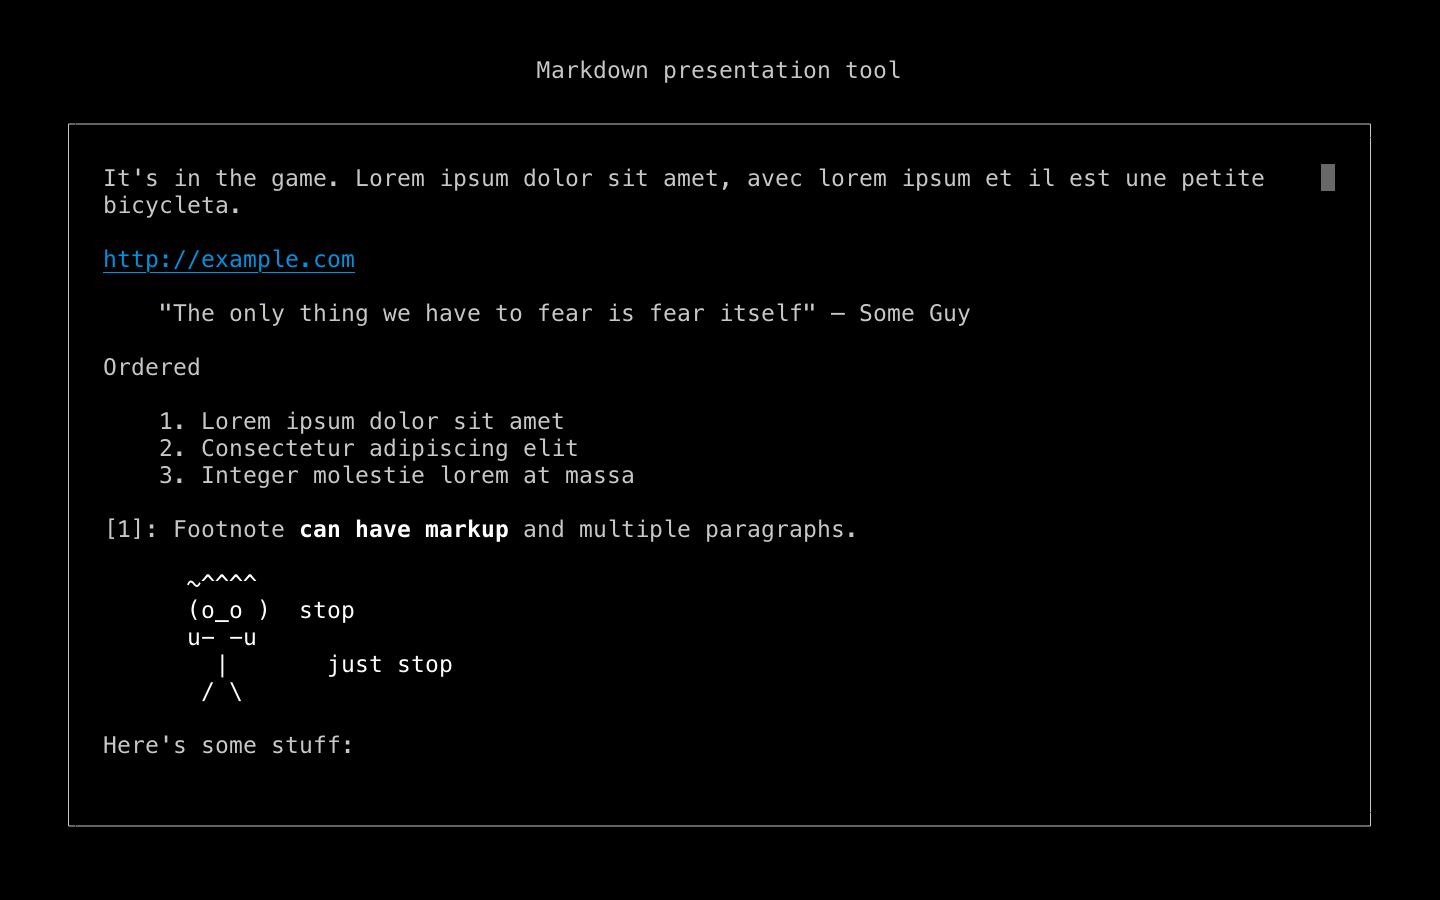 Markdown presentation tool
It's in the game. Lorem ipsum dolor sit amet, avec lorem ipsum et il est une petite
bicycleta.
http://example.com
"The only thing we have to fear is fear itself" — Some Guy
Ordered
1. Lorem ipsum dolor sit amet
2. Consectetur adipiscing elit
3. Integer molestie lorem at massa
[1]: Footnote can have markup and multiple paragraphs.
~^^^^
(o_o )  stop
u— —u
|       just stop
/ \
Here's some stuff: